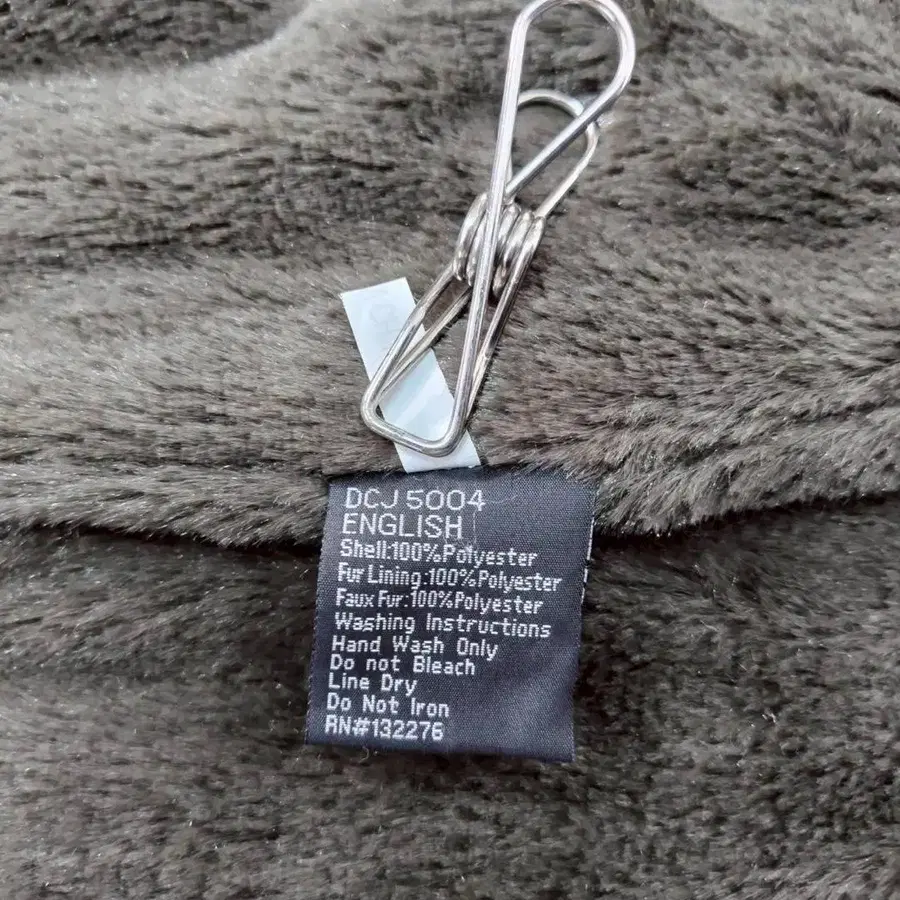 DCJ 5004
ENGLISH
Shell:100%Polyester
Fur Lining:100%Polyester
Faux Fur:100%Polyester
Washing Instructions
Hand Wash Only
Do not Bleach
Line Dry
Do Not Iron
RN#132276